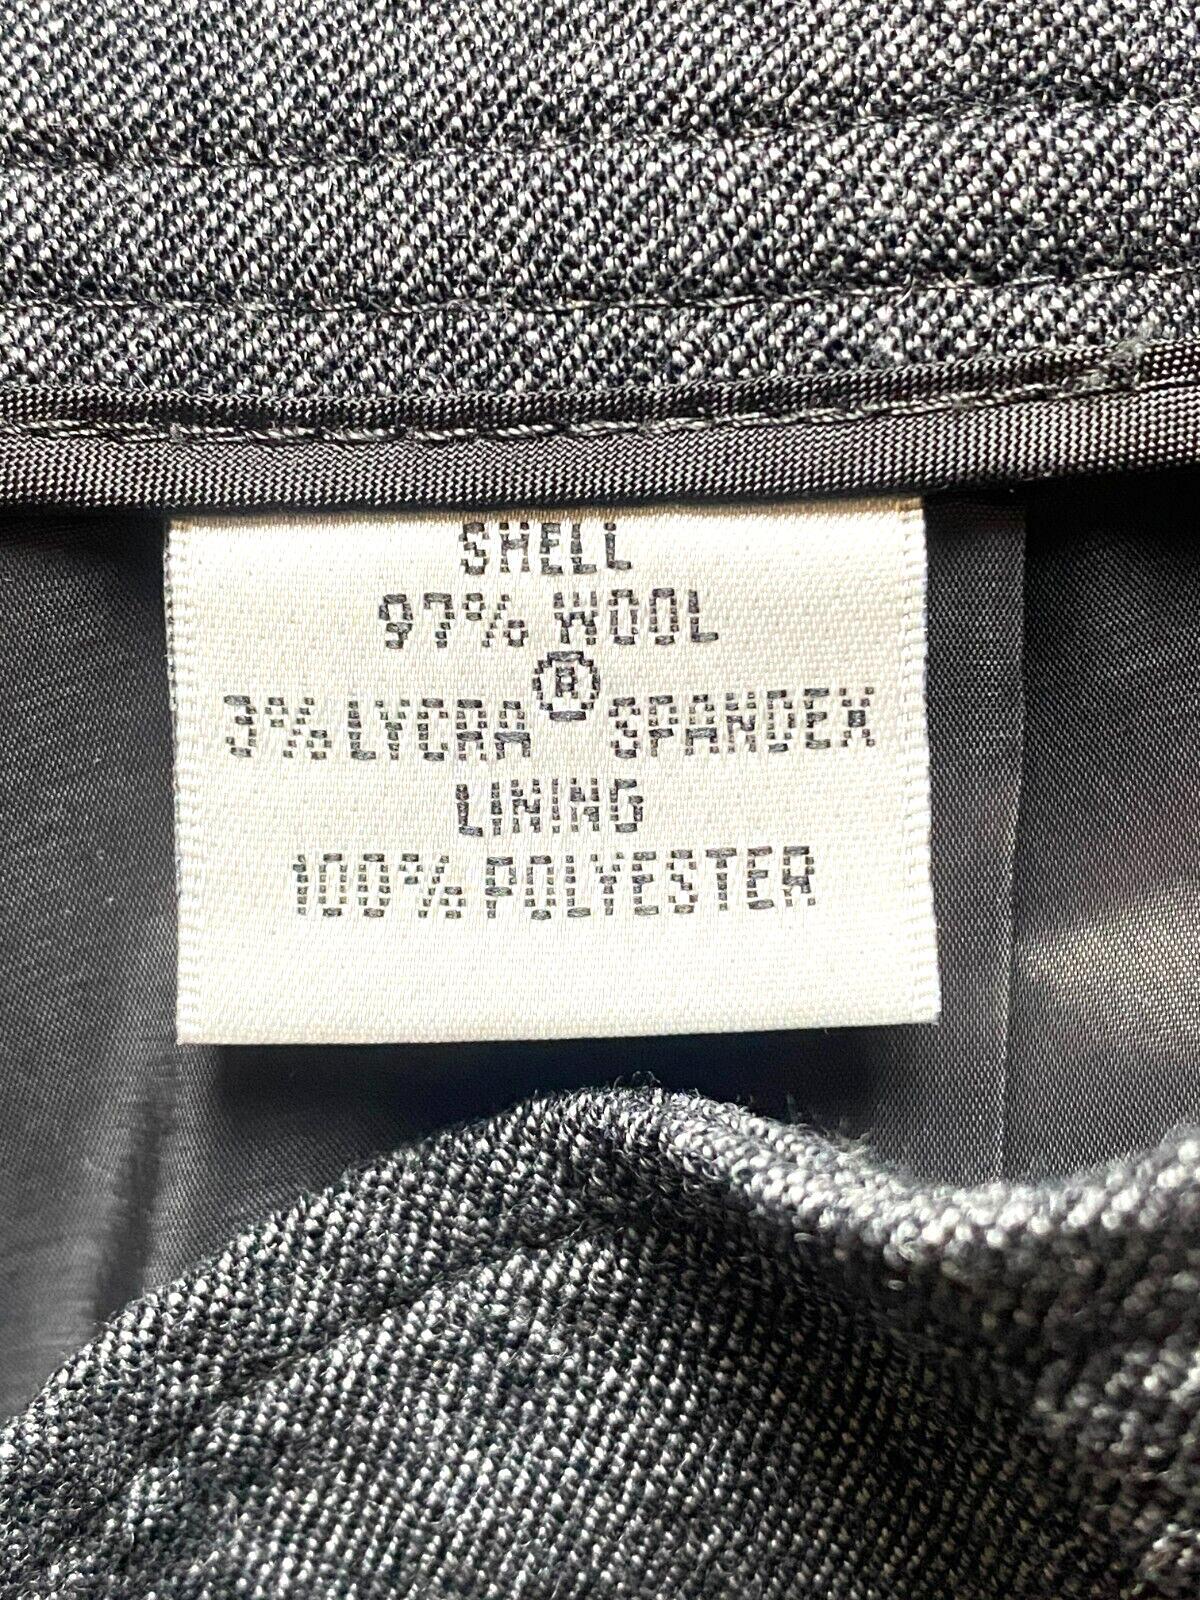 SHELL
97% WOOL
3% LYCRA® SPANDEX
LINING
100% POLYESTER